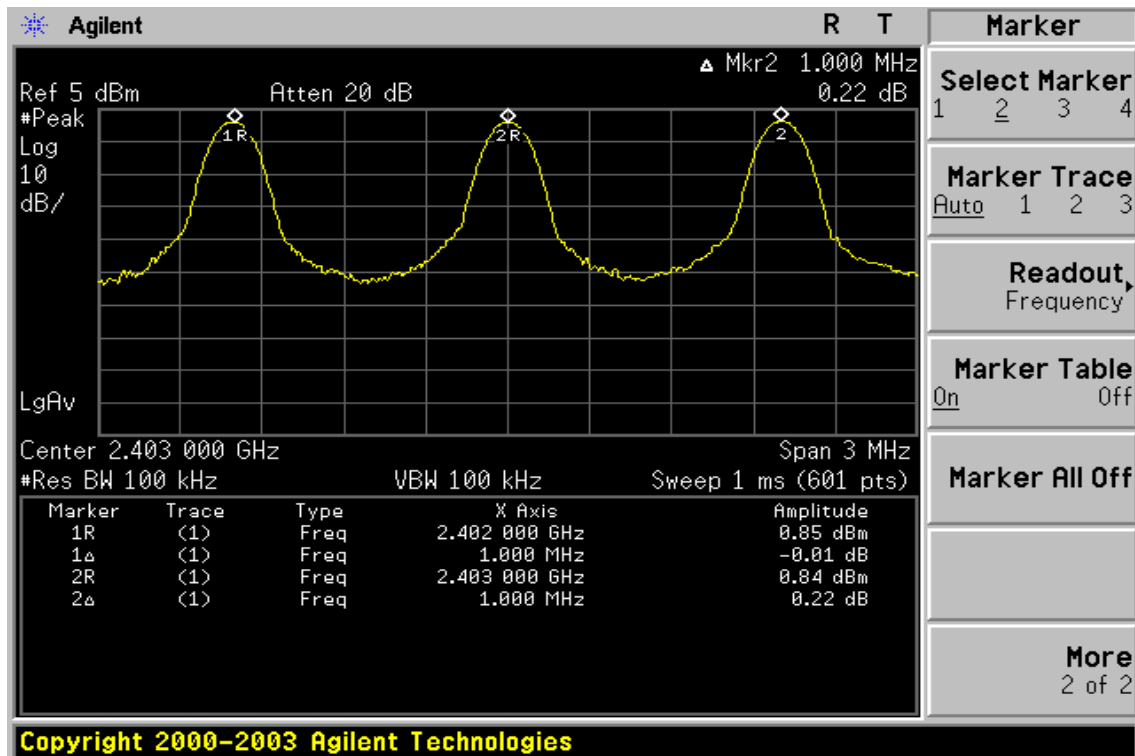 Agilent R T Marker
△ Mkr2 1.000 MHz
Ref 5 dBm Atten 20 dB 0.22 dB
#Peak
Log
10
dB/
1R 2R 2
LgAv
Center 2.403 000 GHz Span 3 MHz
#Res BW 100 kHz VBW 100 kHz Sweep 1 ms (601 pts)
Marker Trace Type X Axis Amplitude
1R (1) Freq 2.402 000 GHz 0.85 dBm
1△ (1) Freq 1.000 MHz -0.01 dB
2R (1) Freq 2.403 000 GHz 0.84 dBm
2△ (1) Freq 1.000 MHz 0.22 dB
Select Marker
1 2 3 4
Marker Trace
Auto 1 2 3
Readout
Frequency
Marker Table
On Off
Marker All Off
More
2 of 2
Copyright 2000-2003 Agilent Technologies